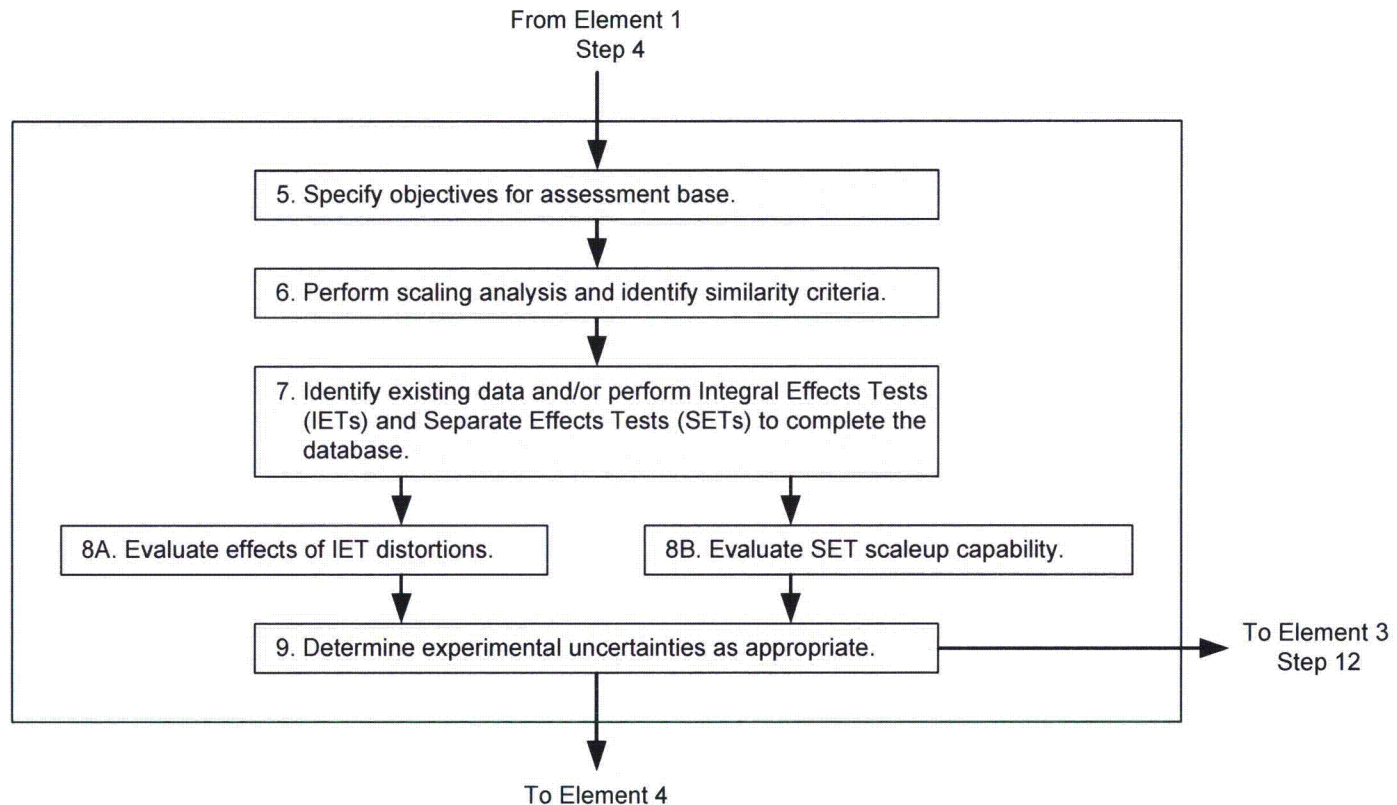 From Element 1
Step 4
5. Specify objectives for assessment base.
6. Perform scaling analysis and identify similarity criteria.
7. Identify existing data and/or perform Integral Effects Tests
(IETs) and Separate Effects Tests (SETs) to complete the
database.
8A. Evaluate effects of IET distortions.
8B. Evaluate SET scaleup capability.
9. Determine experimental uncertainties as appropriate.
To Element 3
Step 12
To Element 4